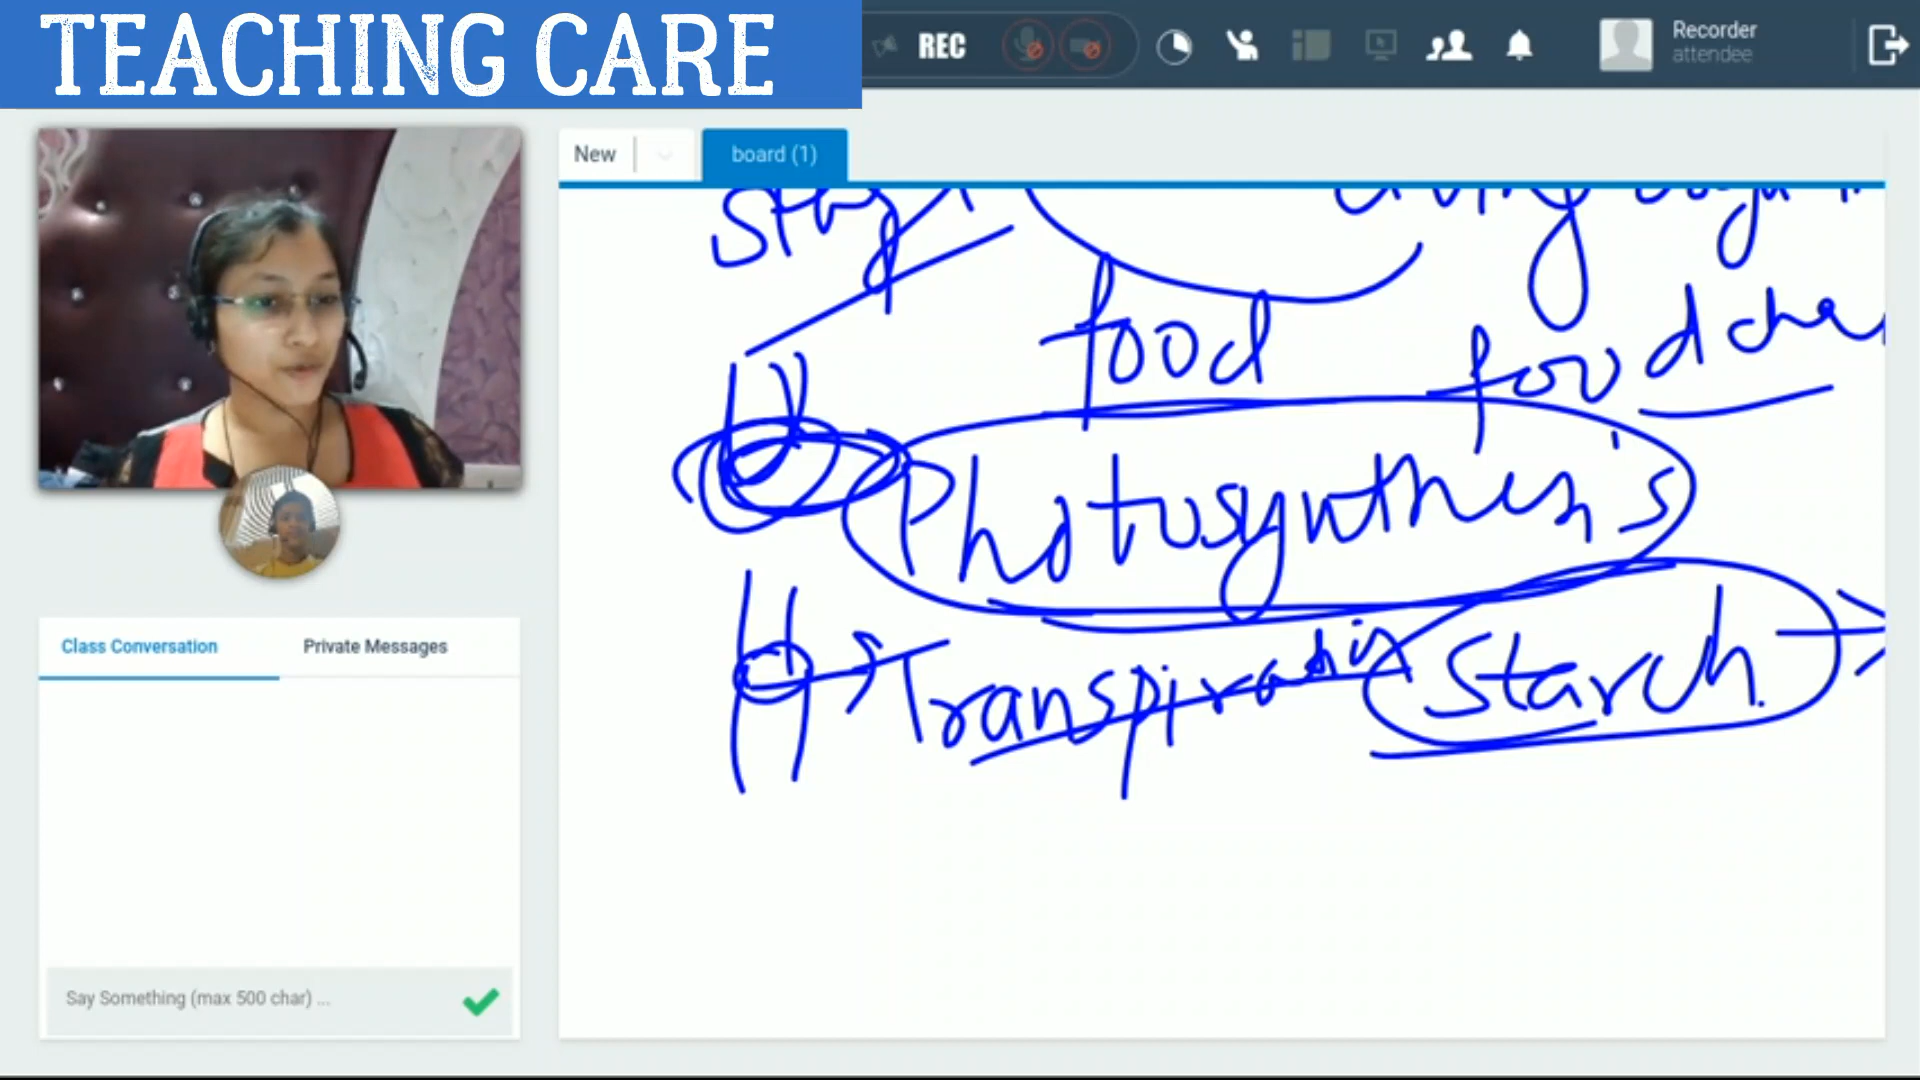 TEACHING CARE
REC
Recorder
attendee
New
board (1)
food
food
Photosynthesis
Transpiration
Starch
Class Conversation
Private Messages
Say Something (max 500 char) ...